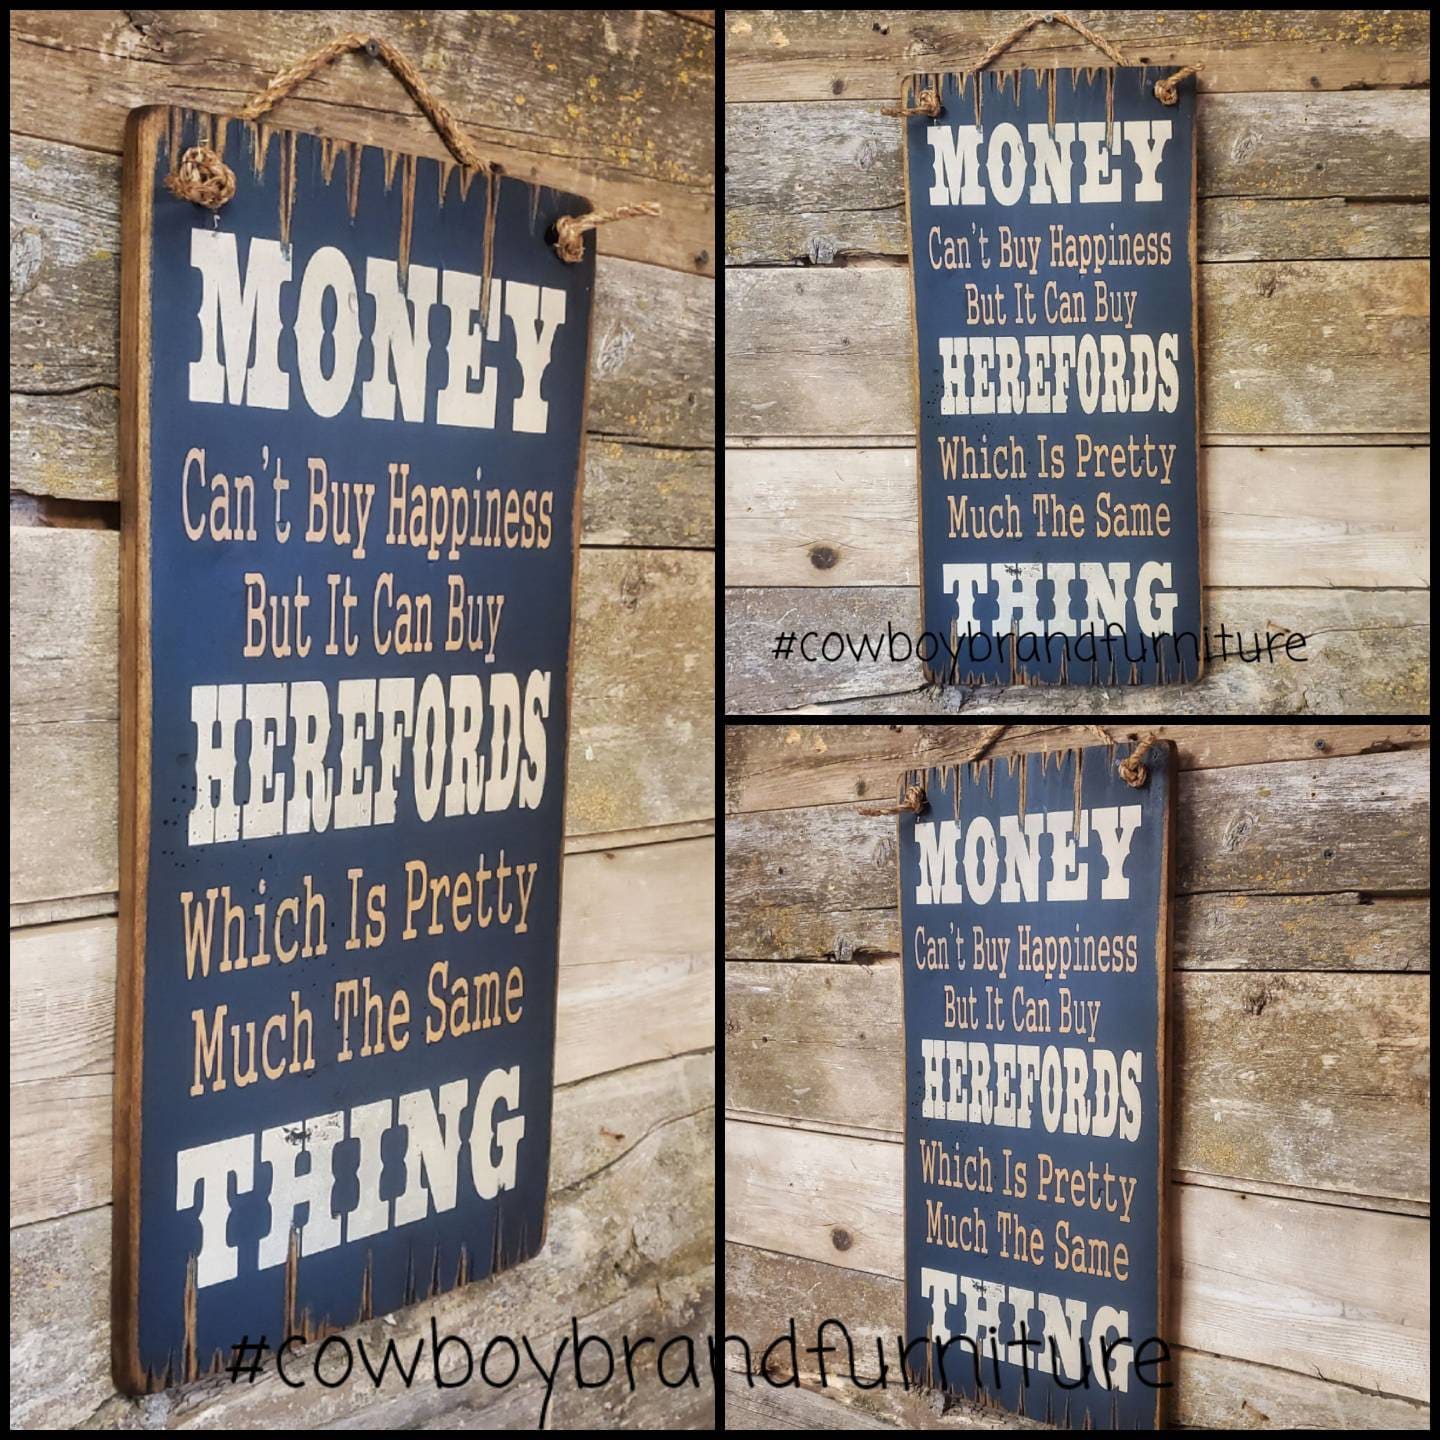 MONEY
Can't Buy Happiness
But It Can Buy
HEREFORDS
Which Is Pretty
Much The Same
THING
MONEY
Can't Buy Happiness
But It Can Buy
HEREFORDS
Which Is Pretty
Much The Same
THING
#cowboybrandfurniture
MONEY
Can't Buy Happiness
But It Can Buy
HEREFORDS
Which Is Pretty
Much The Same
THING
#cowboybrandfurniture